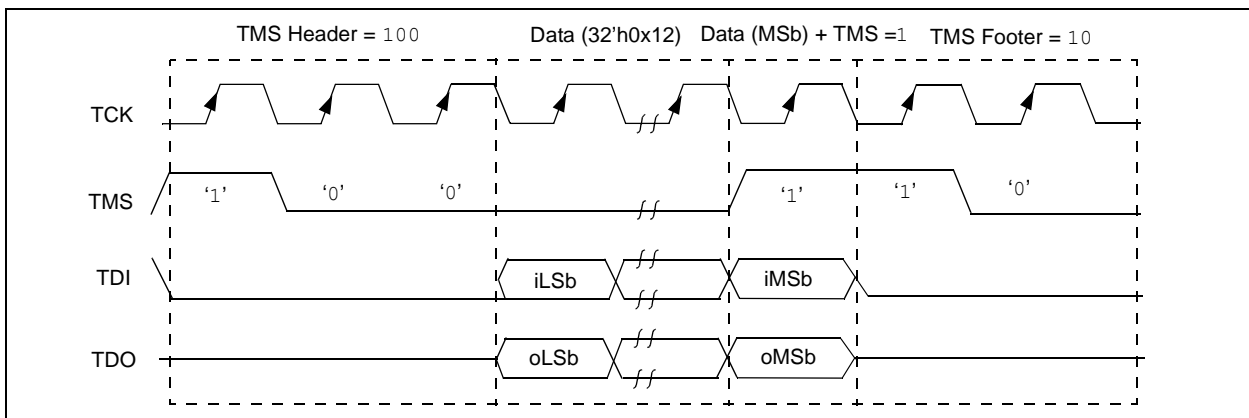 TMS Header = 100 Data (32'h0x12) Data (MSb) + TMS =1 TMS Footer = 10
TCK
TMS ‘1’ ‘0’ ‘0’ ‘1’ ‘1’ ‘0’
TDI iLSb iMSb
TDO oLSb oMSb